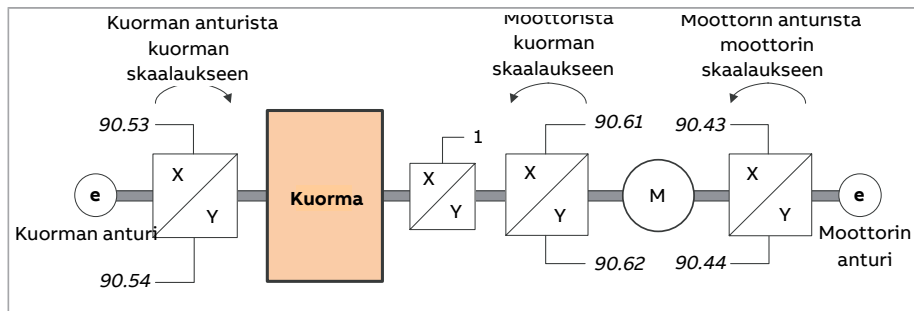 Kuorman anturista
kuorman
skaalaukseen
Moottorista
kuorman
skaalaukseen
Moottorin anturista
moottorin
skaalaukseen
90.53
1
90.61
90.43
X
Y
X
Y
X
Y
X
Y
e
Kuorma
M
e
Kuorman anturi
Moottorin
anturi
90.54
90.62
90.44